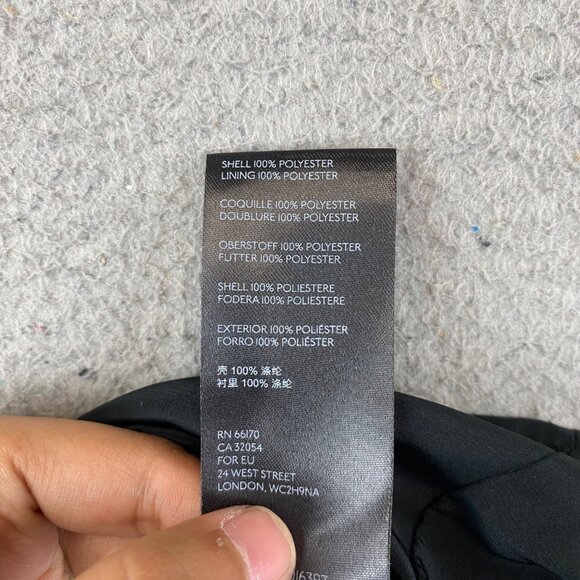 SHELL 100% POLYESTER
LINING 100% POLYESTER
COQUILLE 100% POLYESTER
DOUBLURE 100% POLYESTER
OBERSTOFF 100% POLYESTER
FUTTER 100% POLYESTER
SHELL 100% POLIESTERE
FODERA 100% POLIESTERE
EXTERIOR 100% POLIÉSTER
FORRO 100% POLIÉSTER
壳 100% 涤纶
衬里 100% 涤纶
RN 66170
CA 32054
FOR EU
24 WEST STREET
LONDON, WC2H9NA